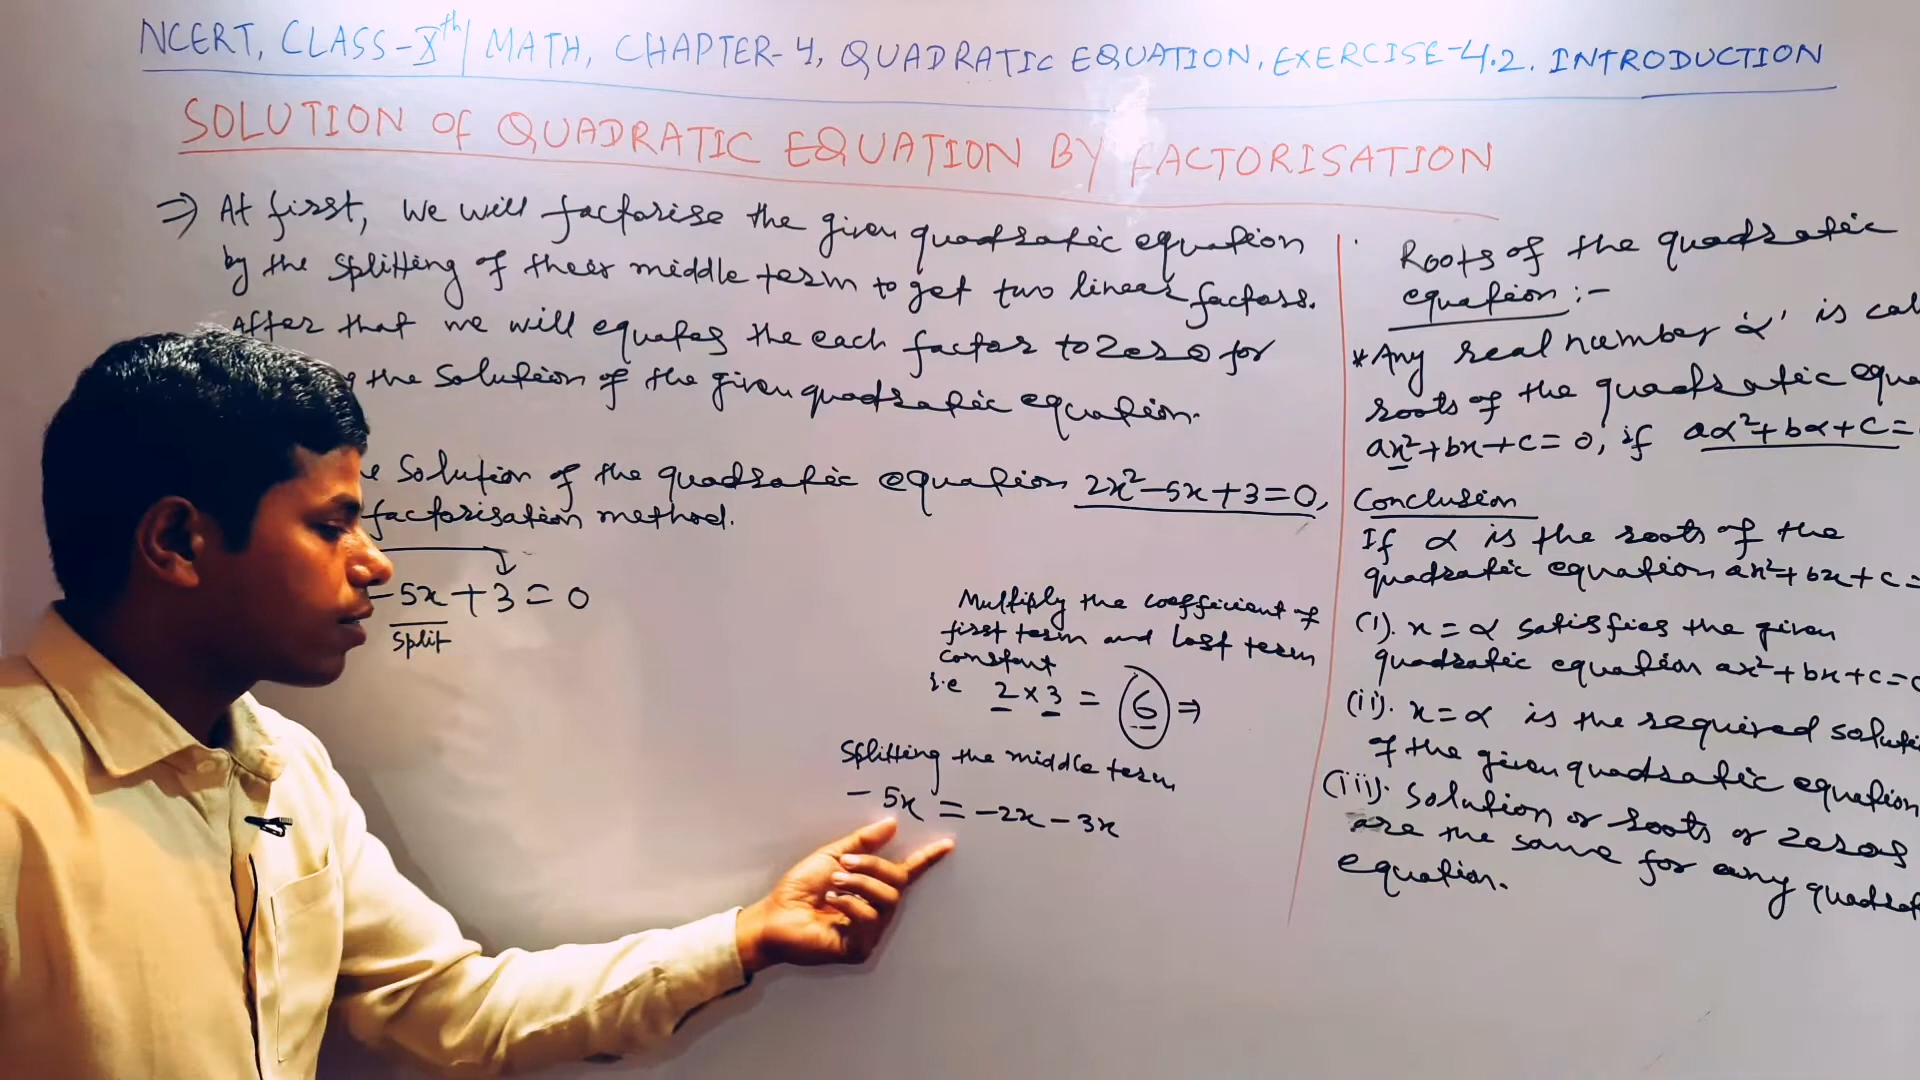 NCERT, CLASS-Xth/ MATH, CHAPTER-4, QUADRATIC EQUATION, EXERCISE-4.2. INTRODUCTION
SOLUTION OF QUADRATIC EQUATION BY FACTORISATION
⇒ At first, we will factorise the given quadratic equation
by the splitting of their middle term to get two linear factors.
After that we will equates the each factor to zero for
the solution of the given quadratic equation.
solution of the quadratic equation 2x²-5x+3=0,
factorisation method.
-5x+3=0
split
Multiply the coefficient of
first term and last term
constant
i.e 2×3 = 6 ⇒
Splitting the middle term
-5x = -2x-3x
Roots of the quadratic
equation:-
*Any real number 'α' is cal
roots of the quadratic equa
ax²+bx+c=0, if aα²+bα+c=
Conclusion
If α is the roots of the
quadratic equation ax²+bx+c=
(i). x=α satisfies the given
quadratic equation ax²+bx+c=0
(ii). x=α is the required soluti
of the given quadratic equation
(iii). Solution or roots or zeros
are the same for any quadrat
equation.